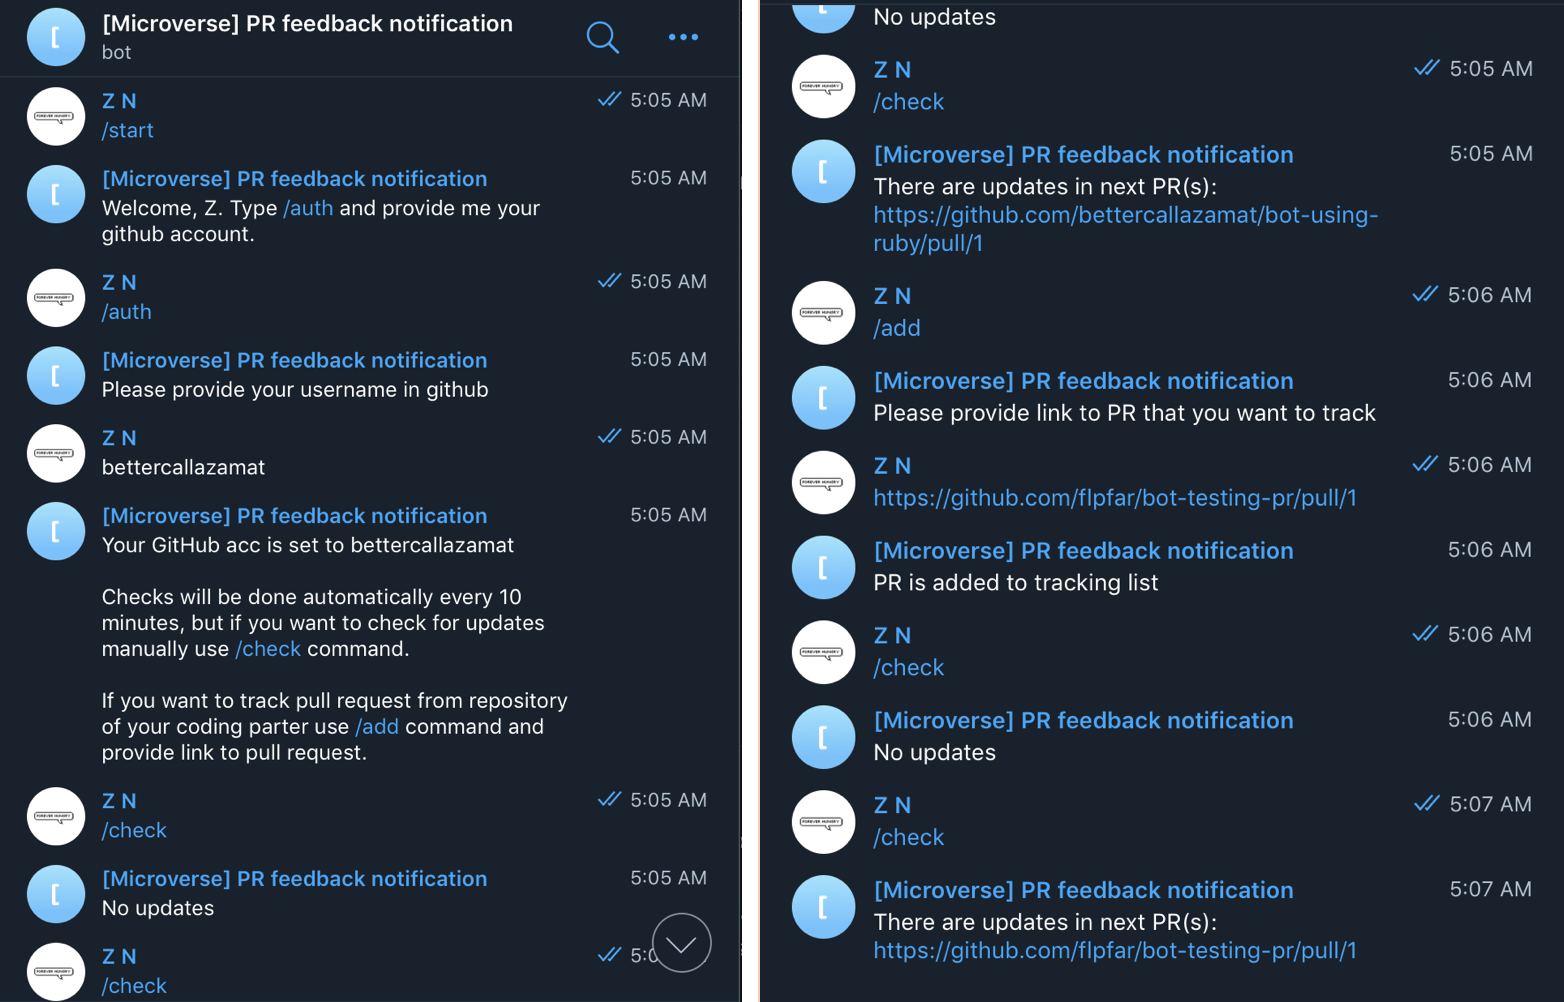 [Microverse] PR feedback notification
bot
Z N
5:05 AM
/start
[Microverse] PR feedback notification
5:05 AM
Welcome, Z. Type /auth and provide me your
github account.
Z N
5:05 AM
/auth
[Microverse] PR feedback notification
5:05 AM
Please provide your username in github
Z N
5:05 AM
bettercallazamat
[Microverse] PR feedback notification
5:05 AM
Your GitHub acc is set to bettercallazamat
Checks will be done automatically every 10
minutes, but if you want to check for updates
manually use /check command.
If you want to track pull request from repository
of your coding parter use /add command and
provide link to pull request.
Z N
5:05 AM
/check
[Microverse] PR feedback notification
5:05 AM
No updates
Z N
/check
No updates
Z N
5:05 AM
/check
[Microverse] PR feedback notification
5:05 AM
There are updates in next PR(s):
https://github.com/bettercallazamat/bot-using-
ruby/pull/1
Z N
5:06 AM
/add
[Microverse] PR feedback notification
5:06 AM
Please provide link to PR that you want to track
Z N
5:06 AM
https://github.com/flpfar/bot-testing-pr/pull/1
[Microverse] PR feedback notification
5:06 AM
PR is added to tracking list
Z N
5:06 AM
/check
[Microverse] PR feedback notification
5:06 AM
No updates
Z N
5:07 AM
/check
[Microverse] PR feedback notification
5:07 AM
There are updates in next PR(s):
https://github.com/flpfar/bot-testing-pr/pull/1